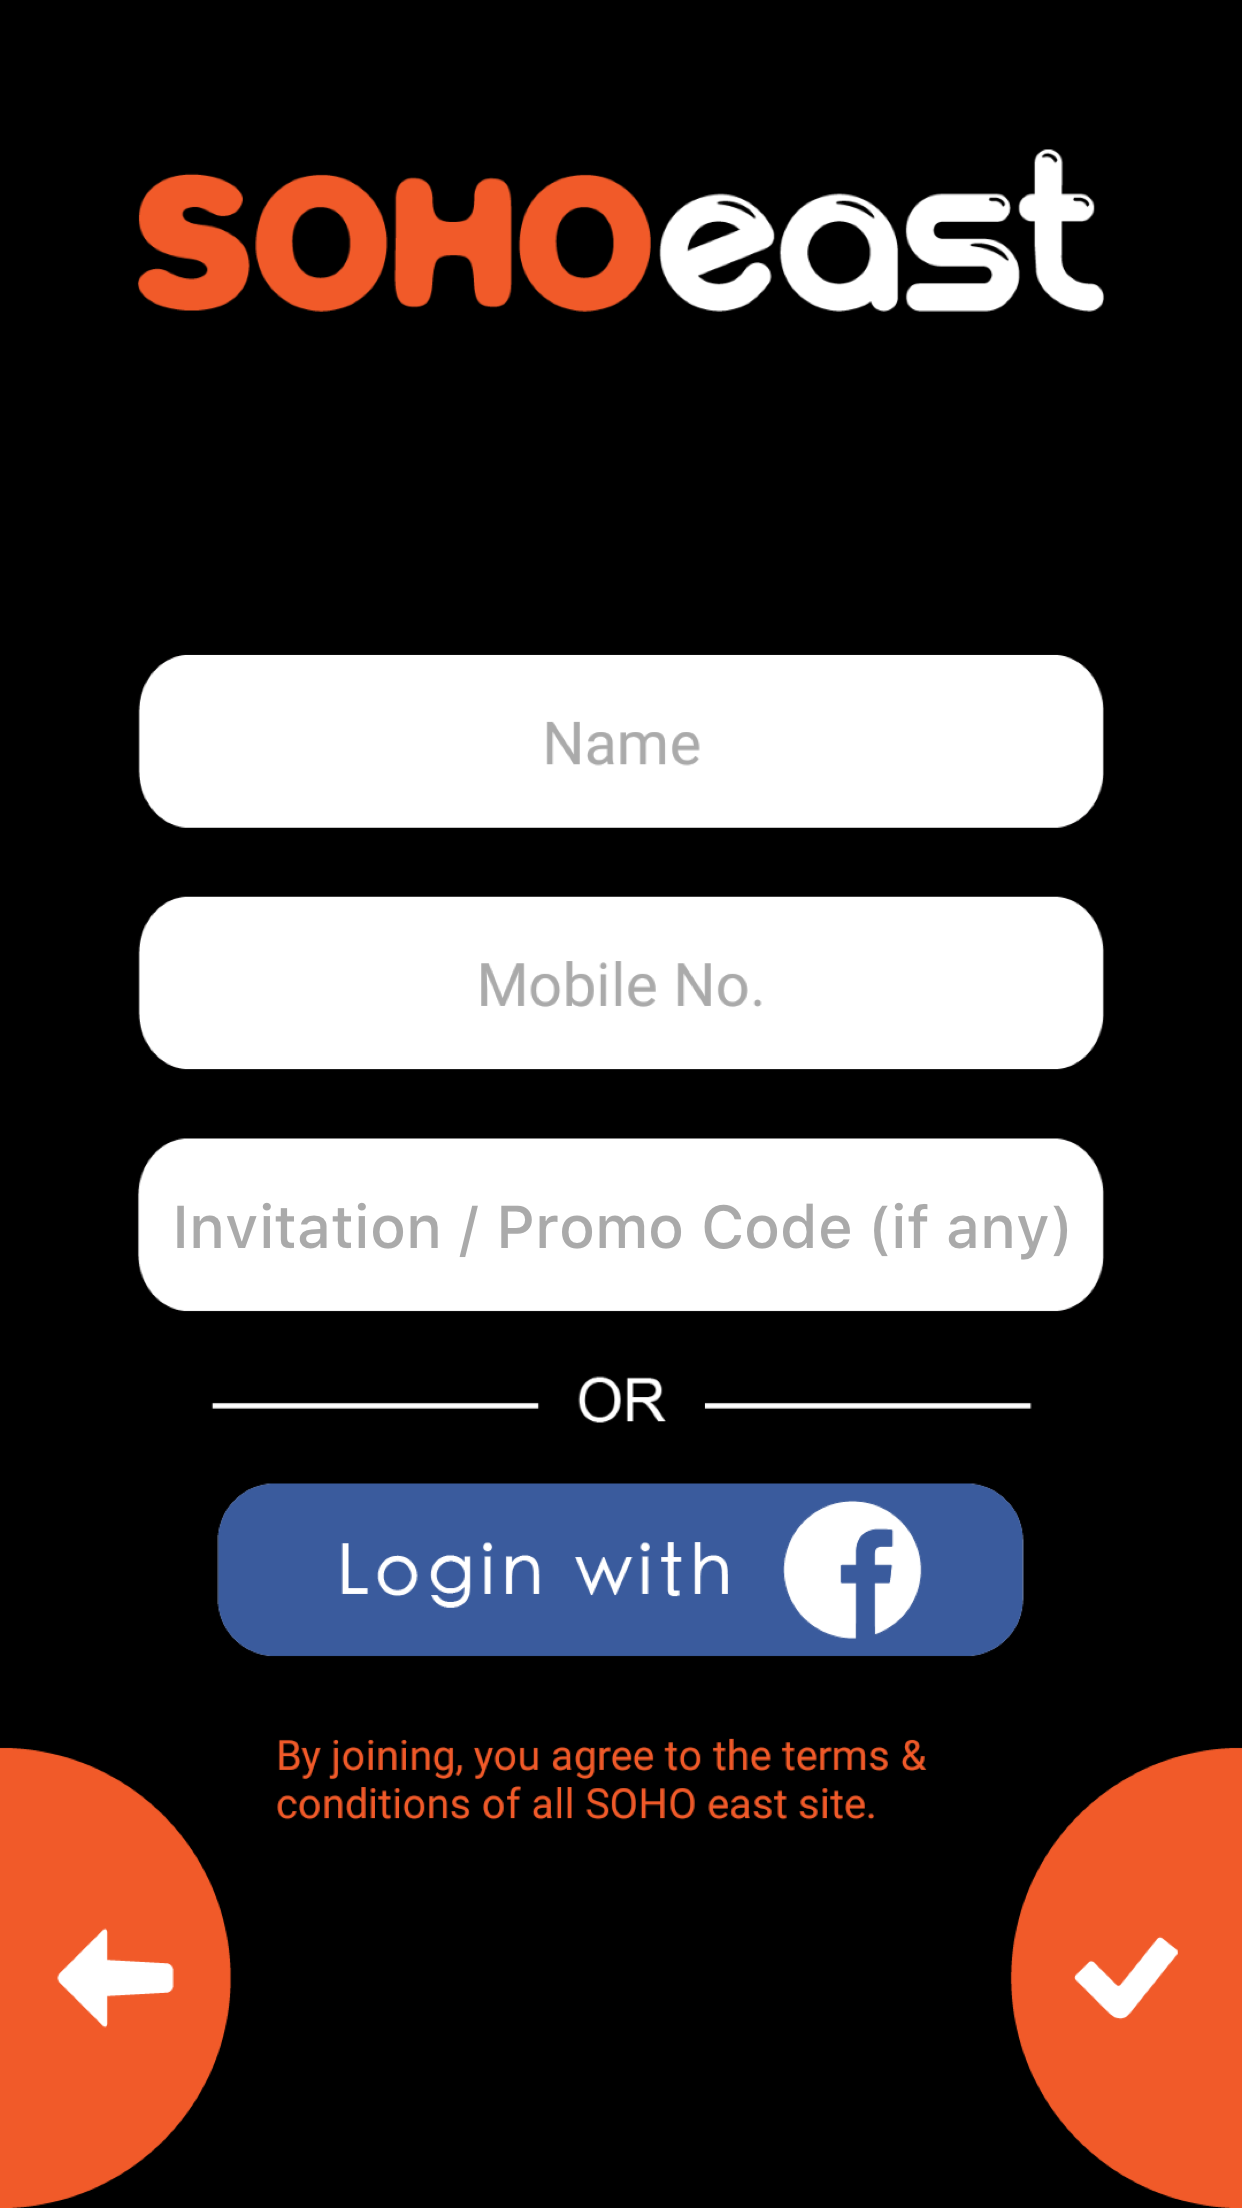 SOHOeast
Name
Mobile No.
Invitation / Promo Code (if any)
OR
Login with f
By joining, you agree to the terms &
conditions of all SOHO east site.